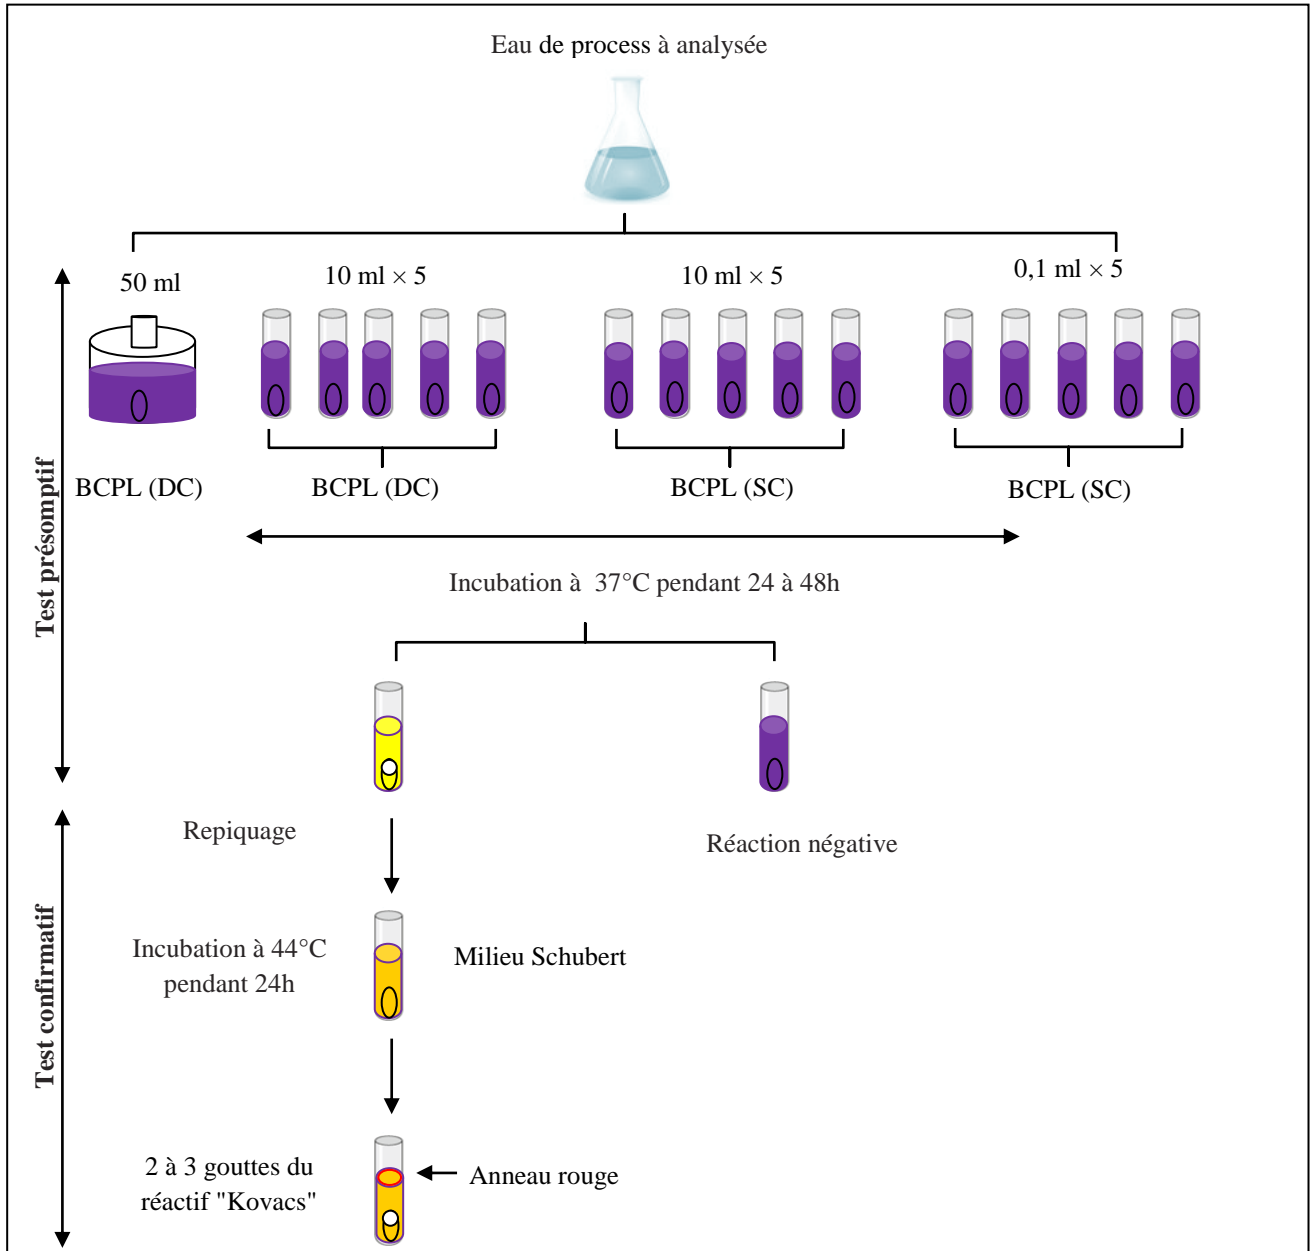 Eau de process à analysée
50 ml
10 ml × 5
10 ml × 5
0,1 ml × 5
BCPL (DC)
BCPL (DC)
BCPL (SC)
BCPL (SC)
Test présomptif
Incubation à 37°C pendant 24 à 48h
Repiquage
Réaction négative
Test confirmatif
Incubation à 44°C
pendant 24h
Milieu Schubert
2 à 3 gouttes du
réactif "Kovacs"
Anneau rouge